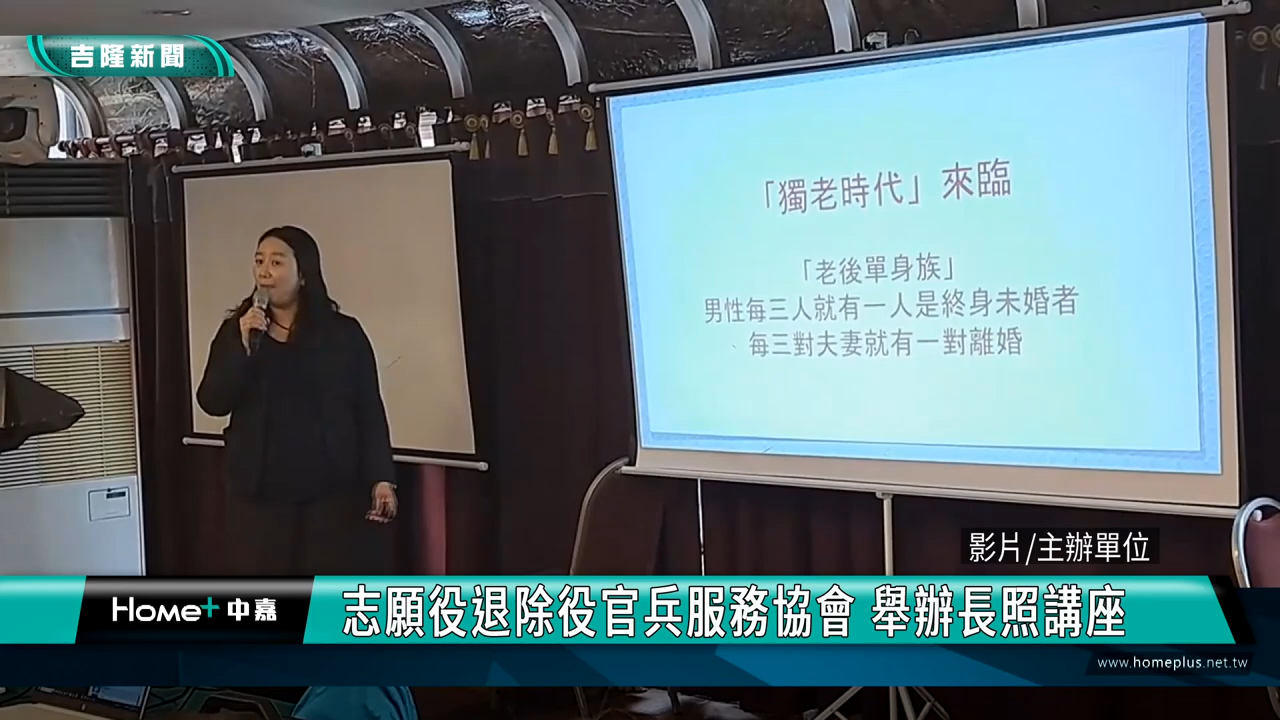 吉隆新聞
「獨老時代」來臨
「老後單身族」
男性每三人就有一人是終身未婚者
每三對夫妻就有一對離婚
影片/主辦單位
Home+中嘉
志願役退除役官兵服務協會 舉辦長照講座
www.homeplus.net.tw